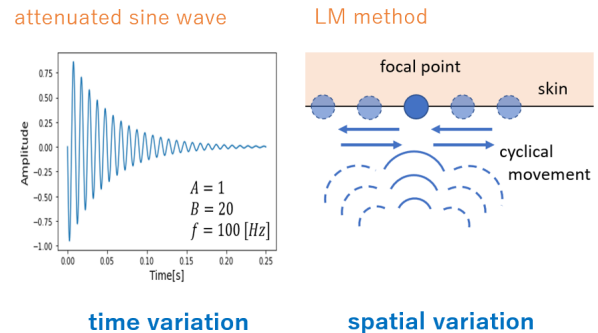 attenuated sine wave
LM method
Amplitude
0.75
0.50
0.25
0.00
−0.25
−0.50
−0.75
−1.00
A = 1
B = 20
f = 100 [Hz]
0.00
0.05
0.10
0.15
0.20
0.25
Time[s]
focal point
skin
cyclical
movement
time variation
spatial variation